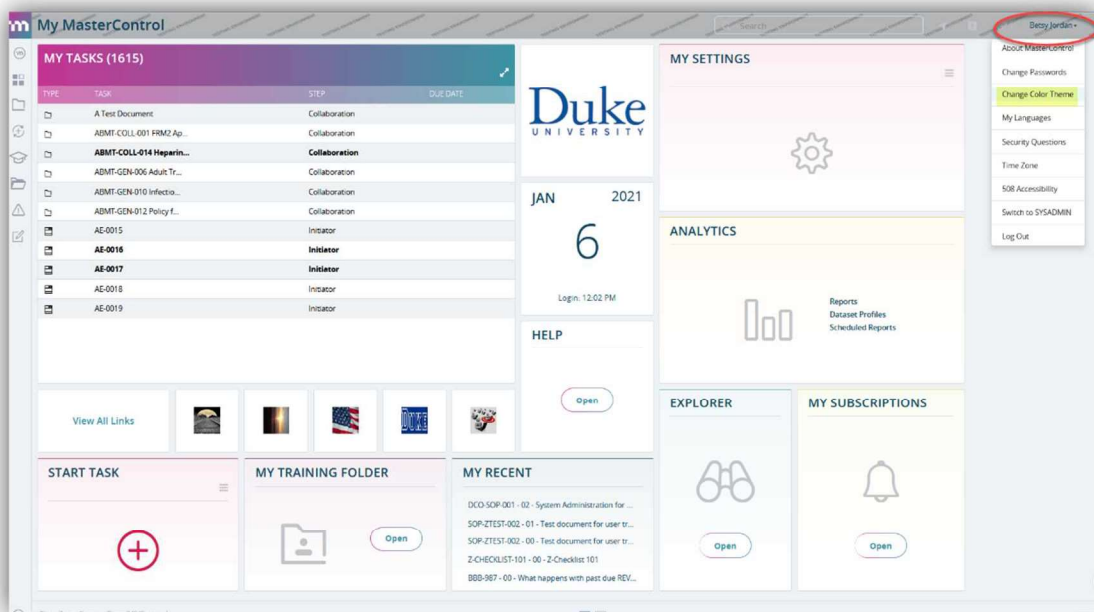 My MasterControl
Search
Betsy Jordan
MY TASKS (1615)
TYPE TASK STEP DUE DATE
A Test Document Collaboration
ABMT-COLL-001 FRM2 Ap... Collaboration
ABMT-COLL-014 Heparin... Collaboration
ABMT-GEN-006 Adult Tr... Collaboration
ABMT-GEN-010 Infectio... Collaboration
ABMT-GEN-012 Policy f... Collaboration
AE-0015 Initiator
AE-0016 Initiator
AE-0017 Initiator
AE-0018 Initiator
AE-0019 Initiator
Duke
UNIVERSITY
JAN 2021
6
Login: 12:02 PM
HELP
Open
MY SETTINGS
ANALYTICS
Reports
Dataset Profiles
Scheduled Reports
About MasterControl
Change Passwords
Change Color Theme
My Languages
Security Questions
Time Zone
508 Accessibility
Switch to SYSADMIN
Log Out
View All Links
DUKE
EXPLORER
Open
MY SUBSCRIPTIONS
Open
START TASK
MY TRAINING FOLDER
Open
MY RECENT
DCO-SOP-001 - 02 - System Administration for ...
SOP-ZTEST-002 - 01 - Test document for user tr...
SOP-ZTEST-002 - 00 - Test document for user tr...
Z-CHECKLIST-101 - 00 - Z-Checklist 101
BBB-987 - 00 - What happens with past due REV...